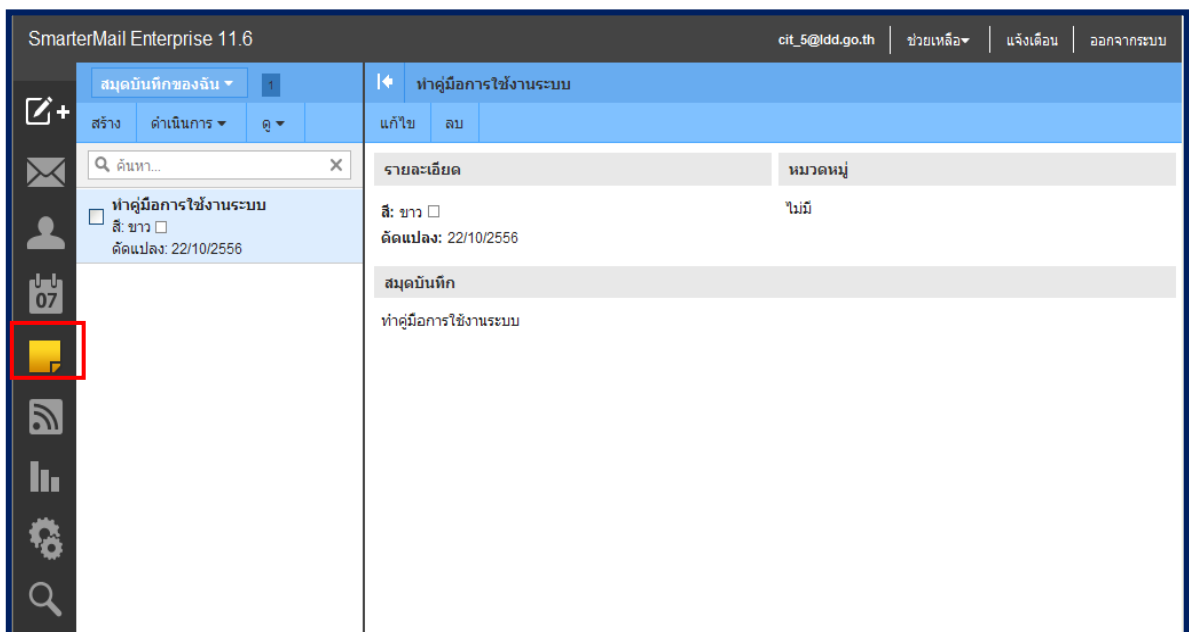 SmarterMail Enterprise 11.6
cit_5@ldd.go.th ช่วยเหลือ แจ้งเตือน ออกจากระบบ
สมุดบันทึกของฉัน 1
ทำคู่มือการใช้งานระบบ
สร้าง ดำเนินการ ดู
แก้ไข ลบ
ค้นหา...
รายละเอียด
หมวดหมู่
ทำคู่มือการใช้งานระบบ
สี: ขาว
ดัดแปลง: 22/10/2556
สี: ขาว
ดัดแปลง: 22/10/2556
ไม่มี
สมุดบันทึก
ทำคู่มือการใช้งานระบบ
07